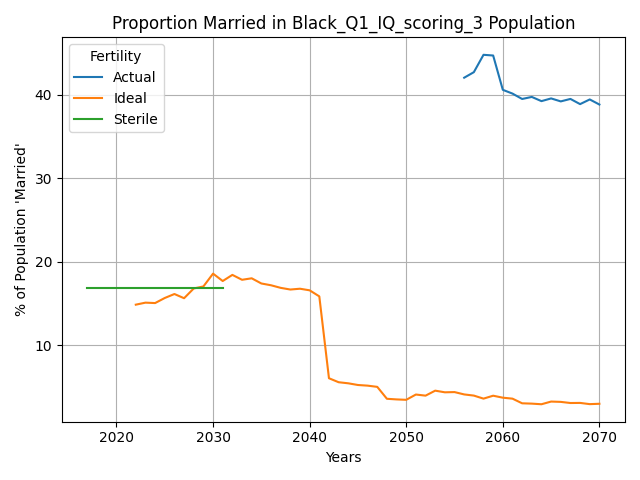 Proportion Married in Black_Q1_IQ_scoring_3 Population
Fertility
Actual
Ideal
Sterile
% of Population 'Married'
40
30
20
10
2020 2030 2040 2050 2060 2070
Years